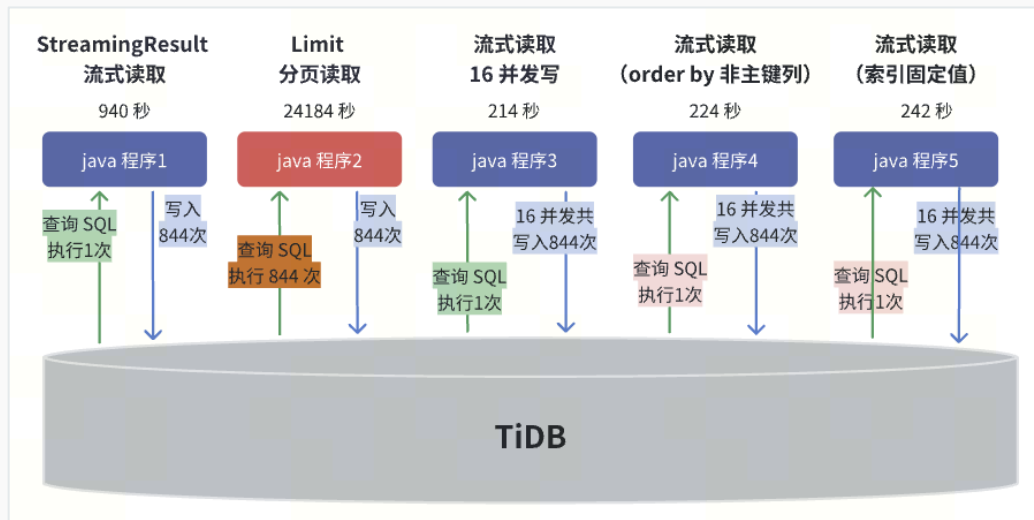 StreamingResult
流式读取
940 秒
java 程序1
查询 SQL
执行1次
写入
844次
Limit
分页读取
24184 秒
java 程序2
查询 SQL
执行 844 次
写入
844次
流式读取
16 并发写
214 秒
java 程序3
查询 SQL
执行1次
16 并发共
写入844次
流式读取
（order by 非主键列）
224 秒
java 程序4
查询 SQL
执行1次
16 并发共
写入844次
流式读取
（索引固定值）
242 秒
java 程序5
查询 SQL
执行1次
16 并发共
写入844次
TiDB